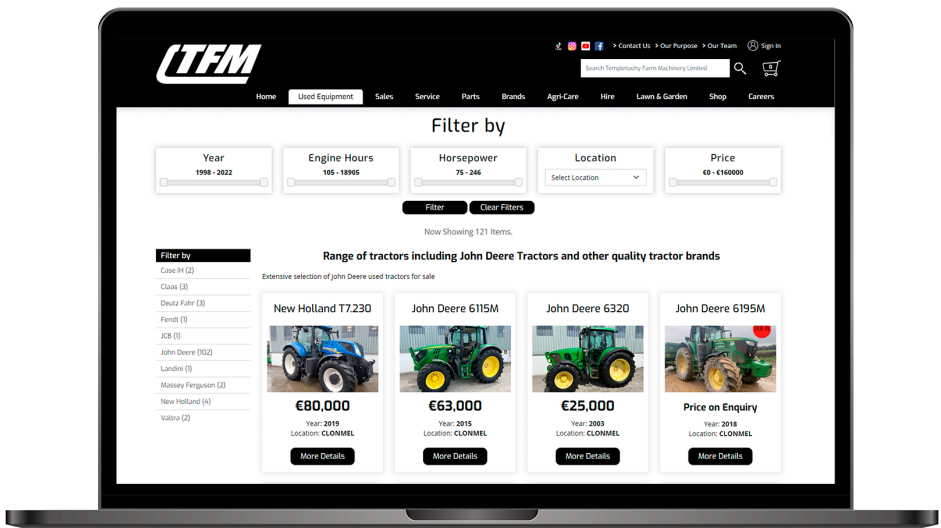 TFM
> Contact Us > Our Purpose > Our Team Sign In
Search Templetuohy Farm Machinery Limited
0
Home Used Equipment Sales Service Parts Brands Agri-Care Hire Lawn & Garden Shop Careers
Filter by
Year Engine Hours Horsepower Location Price
1998 - 2022 105 - 18905 75 - 246 Select Location €0 - €160000
Filter Clear Filters
Now Showing 121 Items.
Filter by
Case IH (2)
Claas (3)
Deutz Fahr (3)
Fendt (1)
JCB (1)
John Deere (102)
Landini (1)
Massey Ferguson (2)
New Holland (4)
Valtra (2)
Range of tractors including John Deere Tractors and other quality tractor brands
Extensive selection of John Deere used tractors for sale
New Holland T7.230 John Deere 6115M John Deere 6320 John Deere 6195M
€80,000 €63,000 €25,000 Price on Enquiry
Year: 2019 Year: 2015 Year: 2003 Year: 2018
Location: CLONMEL Location: CLONMEL Location: CLONMEL Location: CLONMEL
More Details More Details More Details More Details